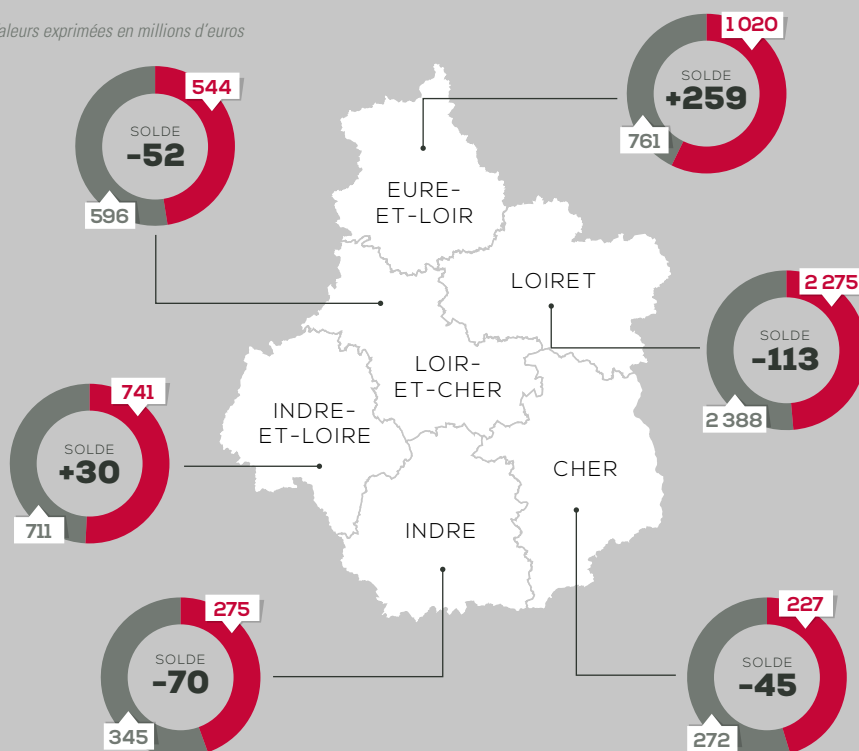 aleurs exprimées en millions d'euros
544
SOLDE
-52
596
1 020
SOLDE
+259
761
EURE-
ET-LOIR
LOIRET
2 275
SOLDE
-113
2 388
LOIR-
ET-CHER
741
SOLDE
+30
711
INDRE-
ET-LOIRE
CHER
INDRE
275
SOLDE
-70
345
227
SOLDE
-45
272